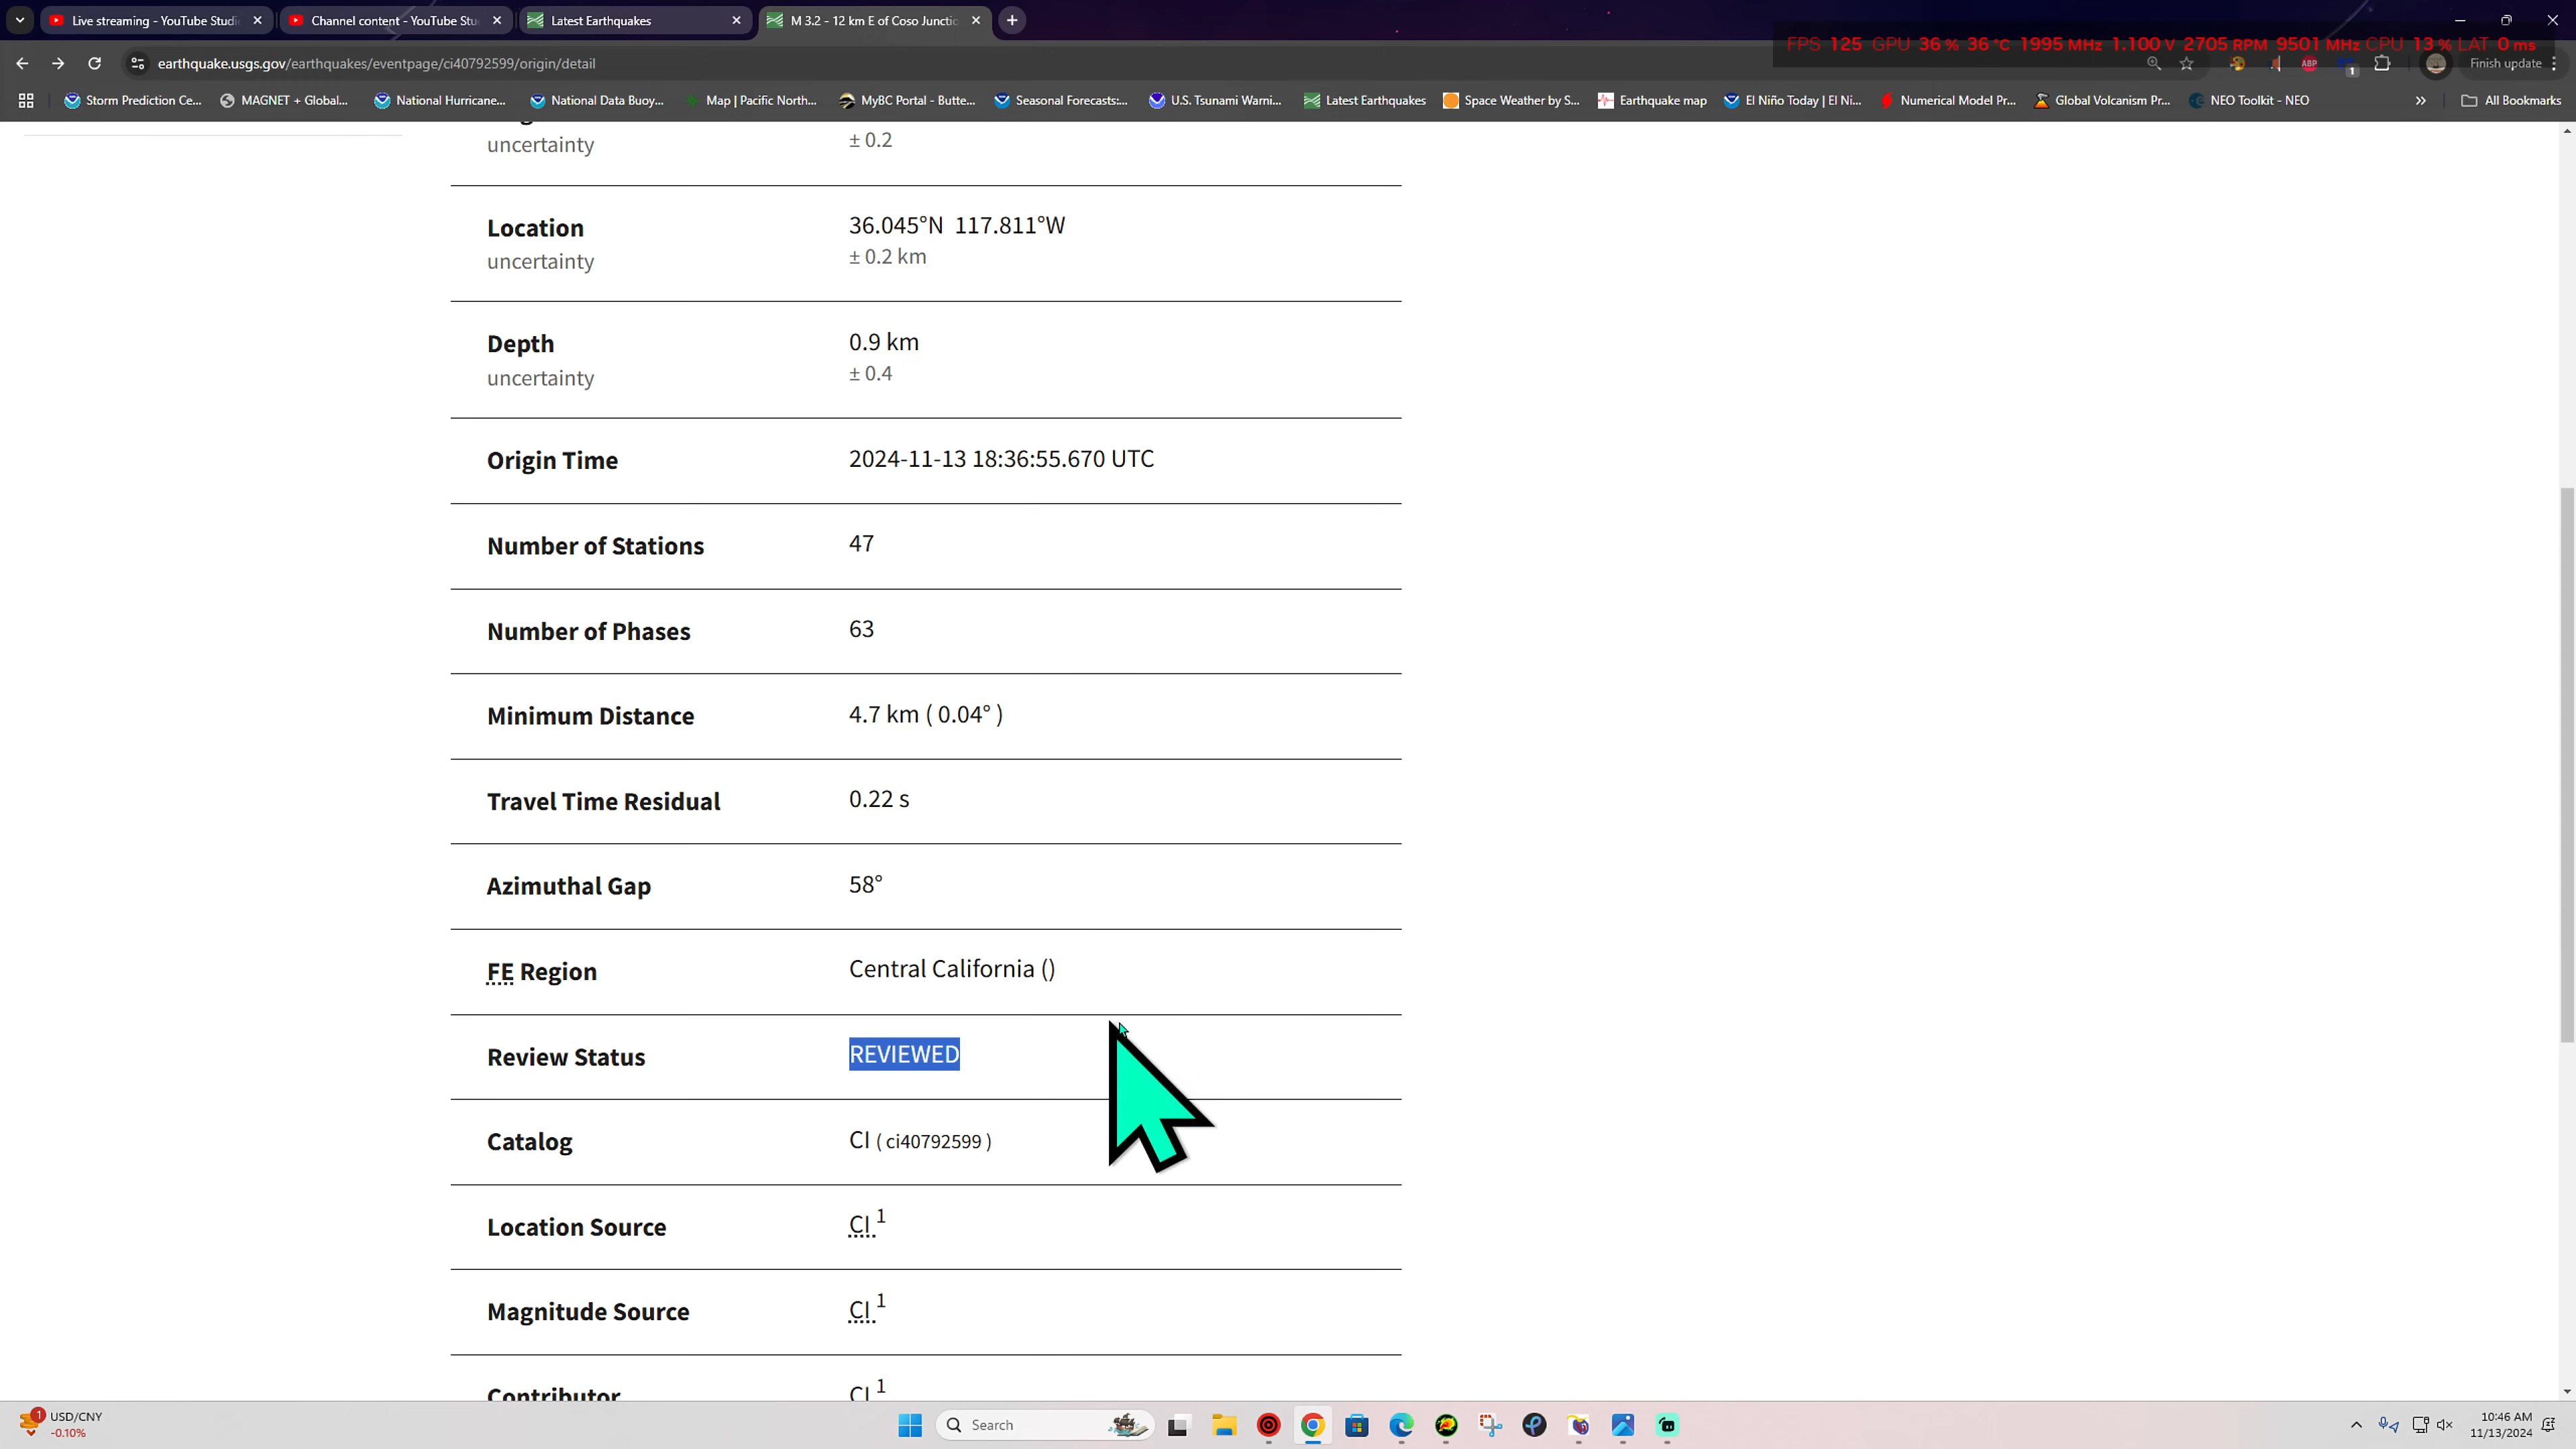 Live streaming - YouTube Studi
Channel content - YouTube Stu
Latest Earthquakes
M 3.2 - 12 km E of Coso Junctio
FPS 125 GPU 36 % 36 °C 1995 MHz 1.100 V 2705 RPM 9501 MHz CPU 13 % LAT 0 ms
earthquake.usgs.gov/earthquakes/eventpage/ci40792599/origin/detail
ABP
1
Finish update
Storm Prediction Ce...
MAGNET + Global...
National Hurricane...
National Data Buoy...
Map | Pacific North...
MyBC Portal - Butte...
Seasonal Forecasts:...
U.S. Tsunami Warni...
Latest Earthquakes
Space Weather by S...
Earthquake map
El Niño Today | El Ni...
Numerical Model Pr...
Global Volcanism Pr...
NEO Toolkit - NEO
All Bookmarks
uncertainty ± 0.2
Location 36.045°N 117.811°W
uncertainty ± 0.2 km
Depth 0.9 km
uncertainty ± 0.4
Origin Time 2024-11-13 18:36:55.670 UTC
Number of Stations 47
Number of Phases 63
Minimum Distance 4.7 km ( 0.04° )
Travel Time Residual 0.22 s
Azimuthal Gap 58°
FE Region Central California ()
Review Status REVIEWED
Catalog CI ( ci40792599 )
Location Source CI 1
Magnitude Source CI 1
Contributor CI 1
1
USD/CNY
-0.10%
Search
10:46 AM
11/13/2024